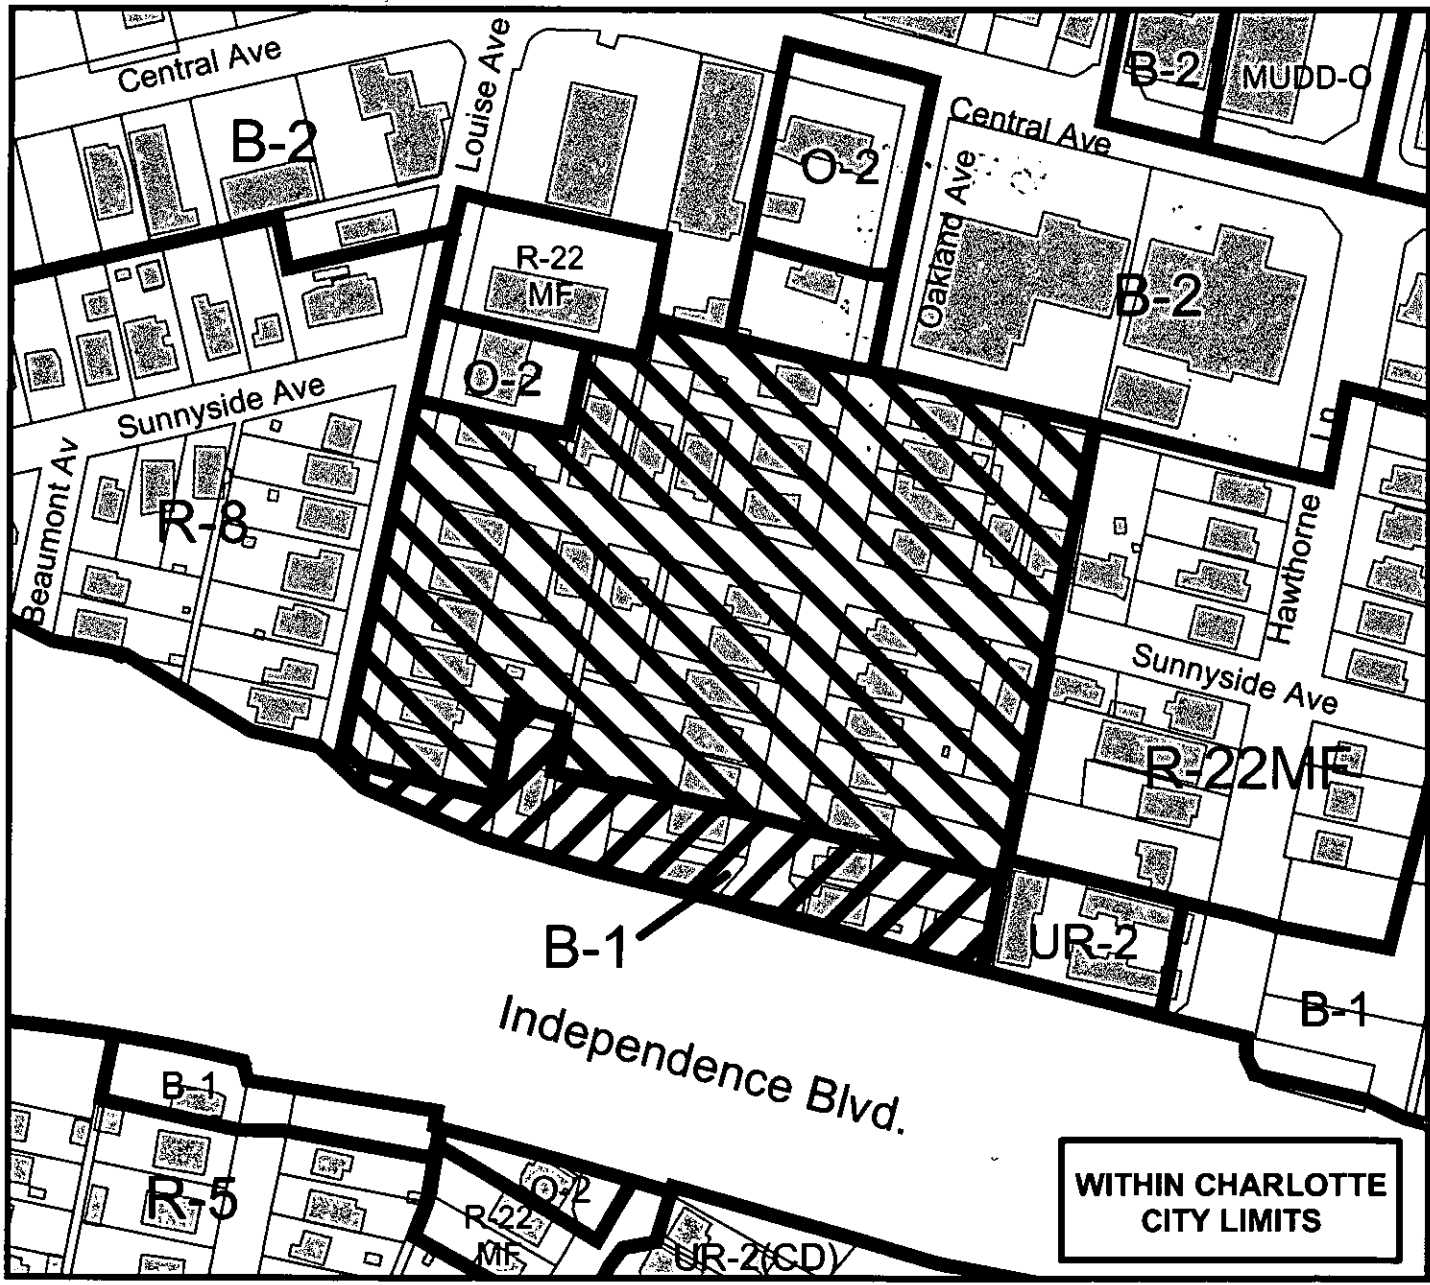 Central Ave
Louise Ave
B-2
B-2
MUDD-O
Central Ave
O-2
Oakland Ave
R-22
MF
B-2
O-2
Sunnyside Ave
Beaumont Av
R-8
Hawthorne
Sunnyside Ave
R-22MF
B-1
UR-2
B-1
Independence Blvd.
B-1
R-5
O-2
R-22
MF
UR-2(CD)
WITHIN CHARLOTTE
CITY LIMITS